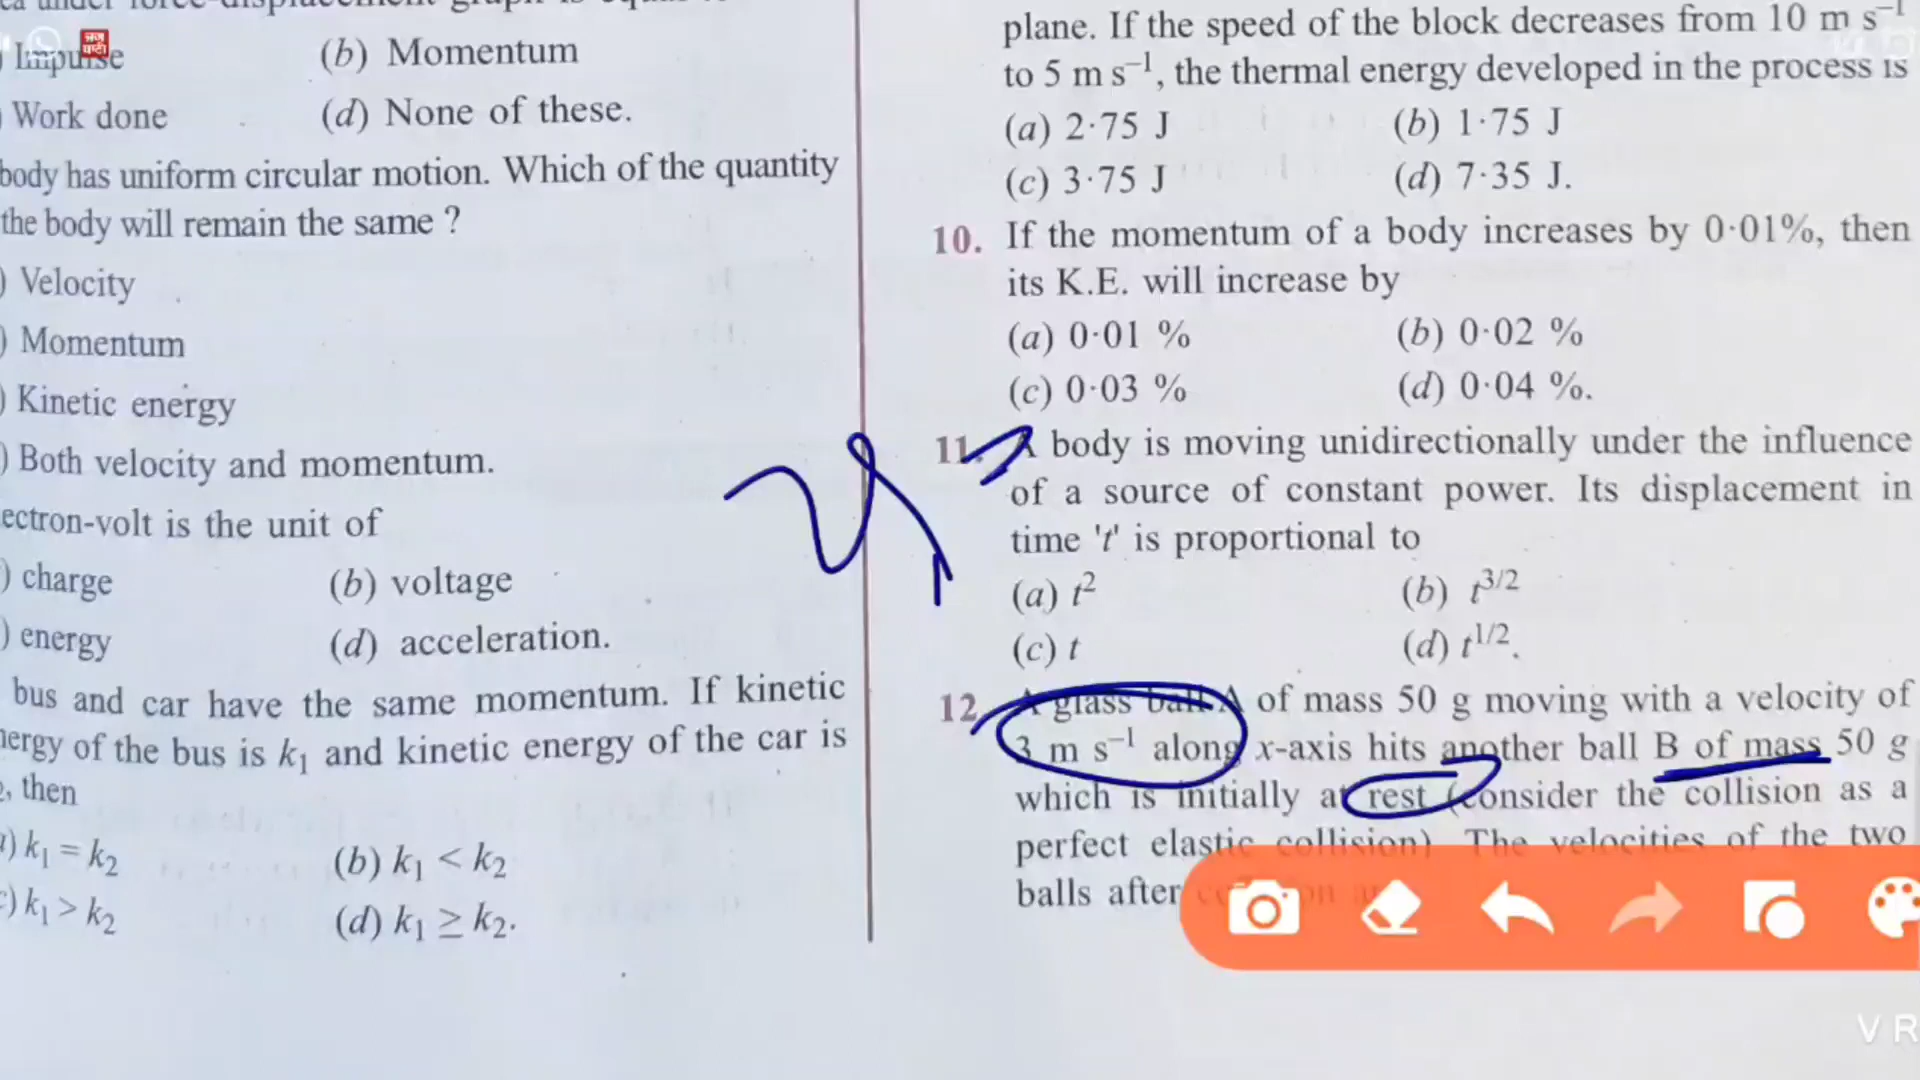 under force-displacement graph is equal
Impulse (b) Momentum
Work done (d) None of these.
body has uniform circular motion. Which of the quantity
the body will remain the same ?
) Velocity
) Momentum
) Kinetic energy
) Both velocity and momentum.
ectron-volt is the unit of
) charge (b) voltage
) energy (d) acceleration.
bus and car have the same momentum. If kinetic
ergy of the bus is k₁ and kinetic energy of the car is
, then
) k₁ = k₂ (b) k₁ < k₂
) k₁ > k₂ (d) k₁ ≥ k₂.
plane. If the speed of the block decreases from 10 m s⁻¹
to 5 m s⁻¹, the thermal energy developed in the process is
(a) 2·75 J (b) 1·75 J
(c) 3·75 J (d) 7·35 J.
10. If the momentum of a body increases by 0·01%, then
its K.E. will increase by
(a) 0·01 % (b) 0·02 %
(c) 0·03 % (d) 0·04 %.
11. A body is moving unidirectionally under the influence
of a source of constant power. Its displacement in
time 't' is proportional to
(a) t² (b) t³/²
(c) t (d) t¹/².
12. A glass ball A of mass 50 g moving with a velocity of
3 m s⁻¹ along x-axis hits another ball B of mass 50 g
which is initially at rest (consider the collision as a
perfect elastic collision). The velocities of the two
balls after
V R